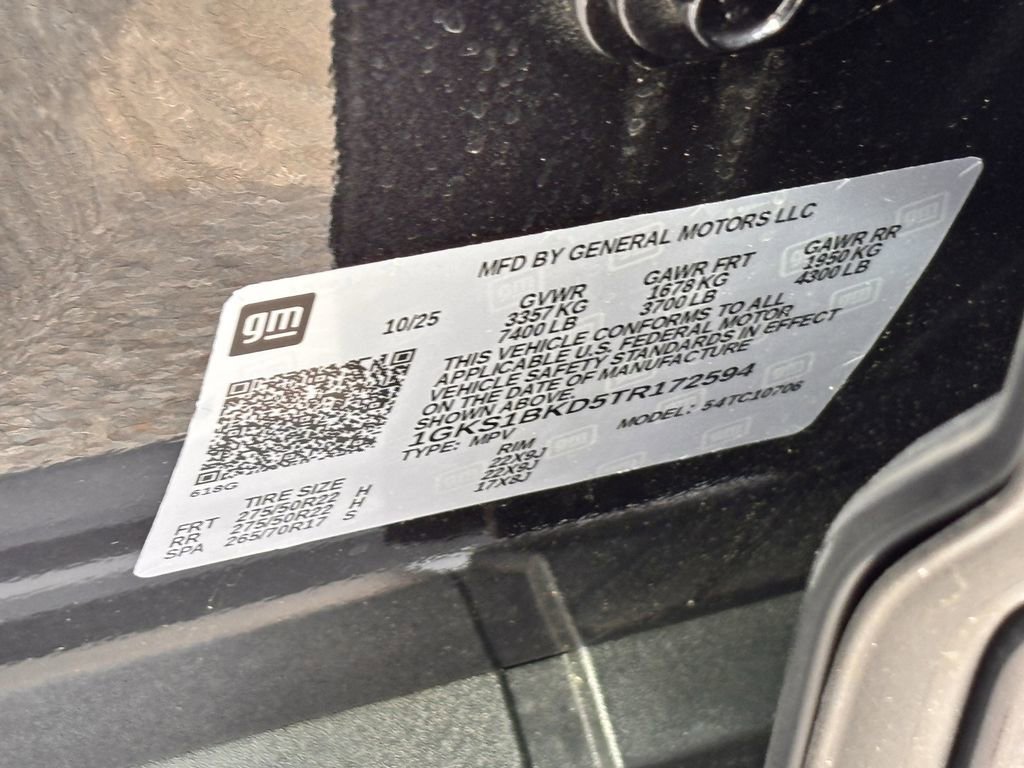 gm
MFD BY GENERAL MOTORS LLC
10/25
GVWR GAWR FRT GAWR RR
3357 KG 1678 KG 1950 KG
7400 LB 3700 LB 4300 LB
THIS VEHICLE CONFORMS TO ALL
APPLICABLE U.S. FEDERAL MOTOR
VEHICLE SAFETY STANDARDS IN EFFECT
ON THE DATE OF MANUFACTURE
SHOWN ABOVE.
1GKS1BKD5TR172594
TYPE: MPV MODEL: 54TC10706
618G
TIRE SIZE RIM
FRT 275/50R22 H 22X9J
RR 275/50R22 H 22X9J
SPA 265/70R17 S 17X8J